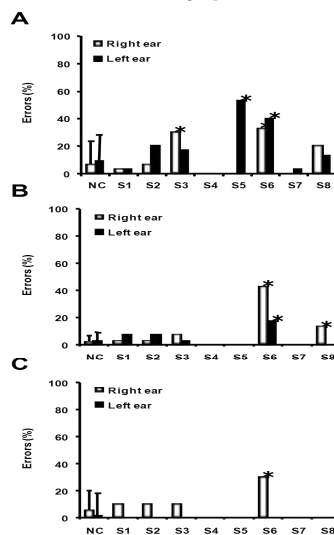 A
100
80
60
40
20
0
Errors (%)
Right ear
Left ear
* * * *
NC S1 S2 S3 S4 S5 S6 S7 S8
B
100
80
60
40
20
0
Errors (%)
Right ear
Left ear
* * *
NC S1 S2 S3 S4 S5 S6 S7 S8
C
100
80
60
40
20
0
Errors (%)
Right ear
Left ear
*
NC S1 S2 S3 S4 S5 S6 S7 S8